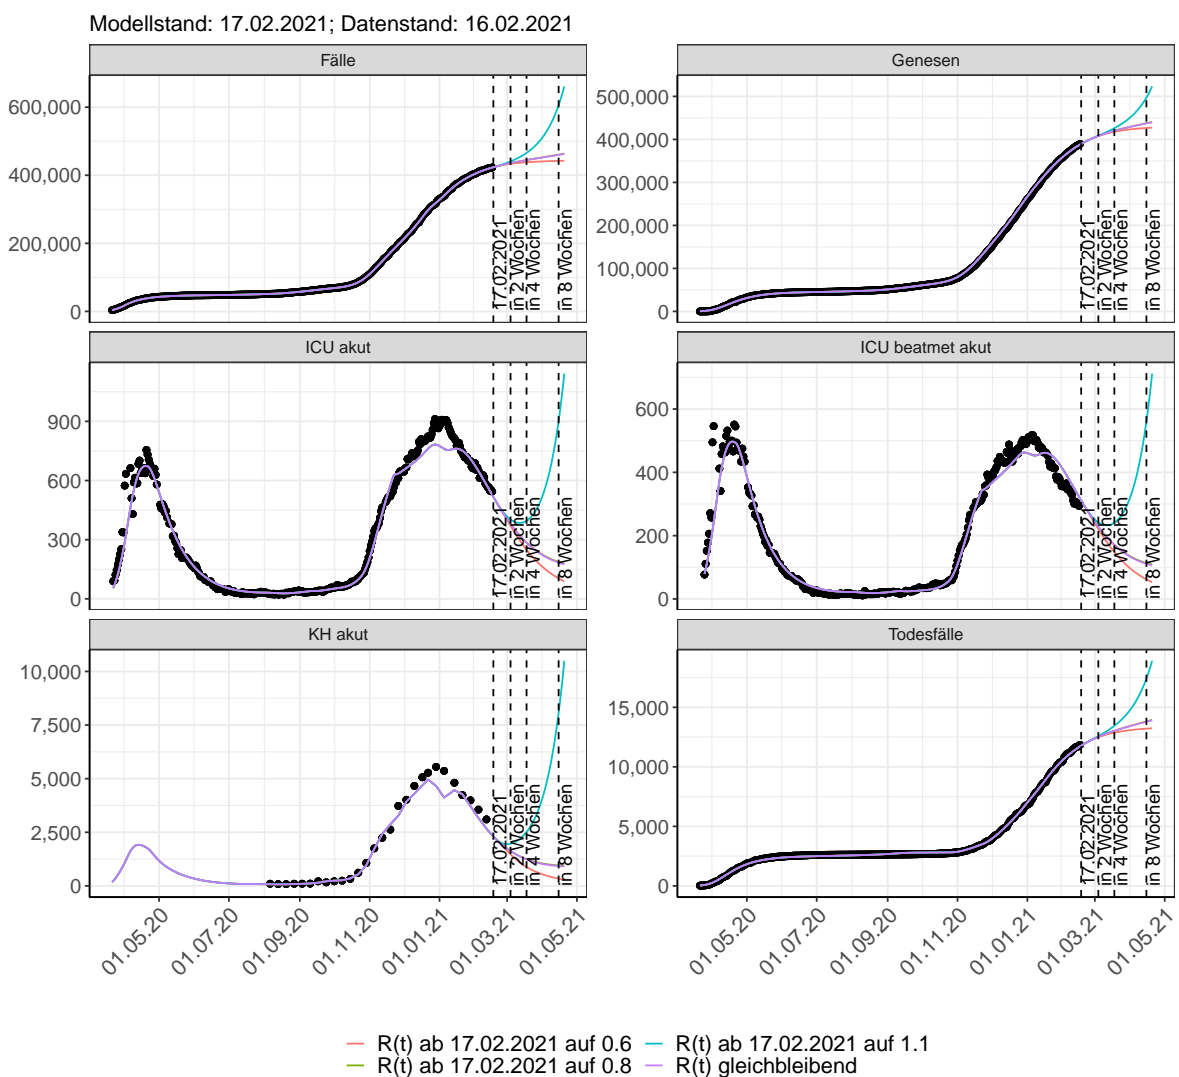 Modellstand: 17.02.2021; Datenstand: 16.02.2021
Fälle
600,000
400,000
200,000
0
17.02.2021
in 2 Wochen
in 4 Wochen
in 8 Wochen
Genesen
500,000
400,000
300,000
200,000
100,000
0
17.02.2021
in 2 Wochen
in 4 Wochen
in 8 Wochen
ICU akut
900
600
300
0
17.02.2021
in 2 Wochen
in 4 Wochen
in 8 Wochen
ICU beatmet akut
600
400
200
0
17.02.2021
in 2 Wochen
in 4 Wochen
in 8 Wochen
KH akut
10,000
7,500
5,000
2,500
0
17.02.2021
in 2 Wochen
in 4 Wochen
in 8 Wochen
01.05.20 01.07.20 01.09.20 01.11.20 01.01.21 01.03.21 01.05.21
Todesfälle
15,000
10,000
5,000
0
17.02.2021
in 2 Wochen
in 4 Wochen
in 8 Wochen
01.05.20 01.07.20 01.09.20 01.11.20 01.01.21 01.03.21 01.05.21
R(t) ab 17.02.2021 auf 0.6
R(t) ab 17.02.2021 auf 0.8
R(t) ab 17.02.2021 auf 1.1
R(t) gleichbleibend